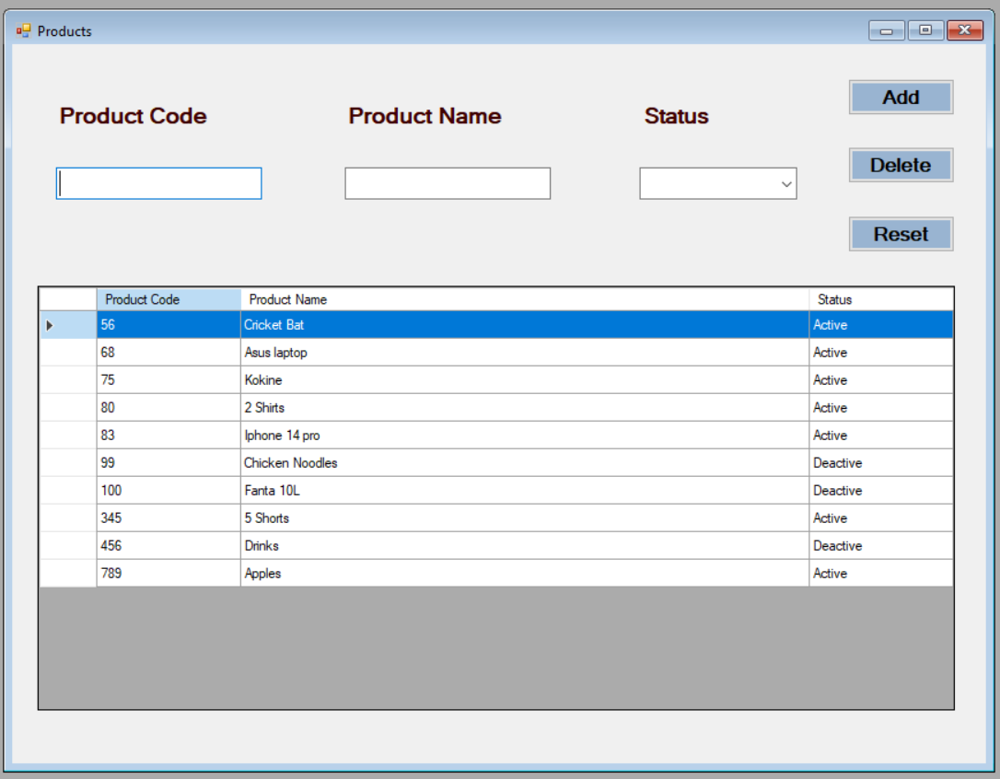 Products
Product Code Product Name Status
Add
Delete
Reset
Product Code Product Name Status
56 Cricket Bat Active
68 Asus laptop Active
75 Kokine Active
80 2 Shirts Active
83 Iphone 14 pro Active
99 Chicken Noodles Deactive
100 Fanta 10L Deactive
345 5 Shorts Active
456 Drinks Deactive
789 Apples Active